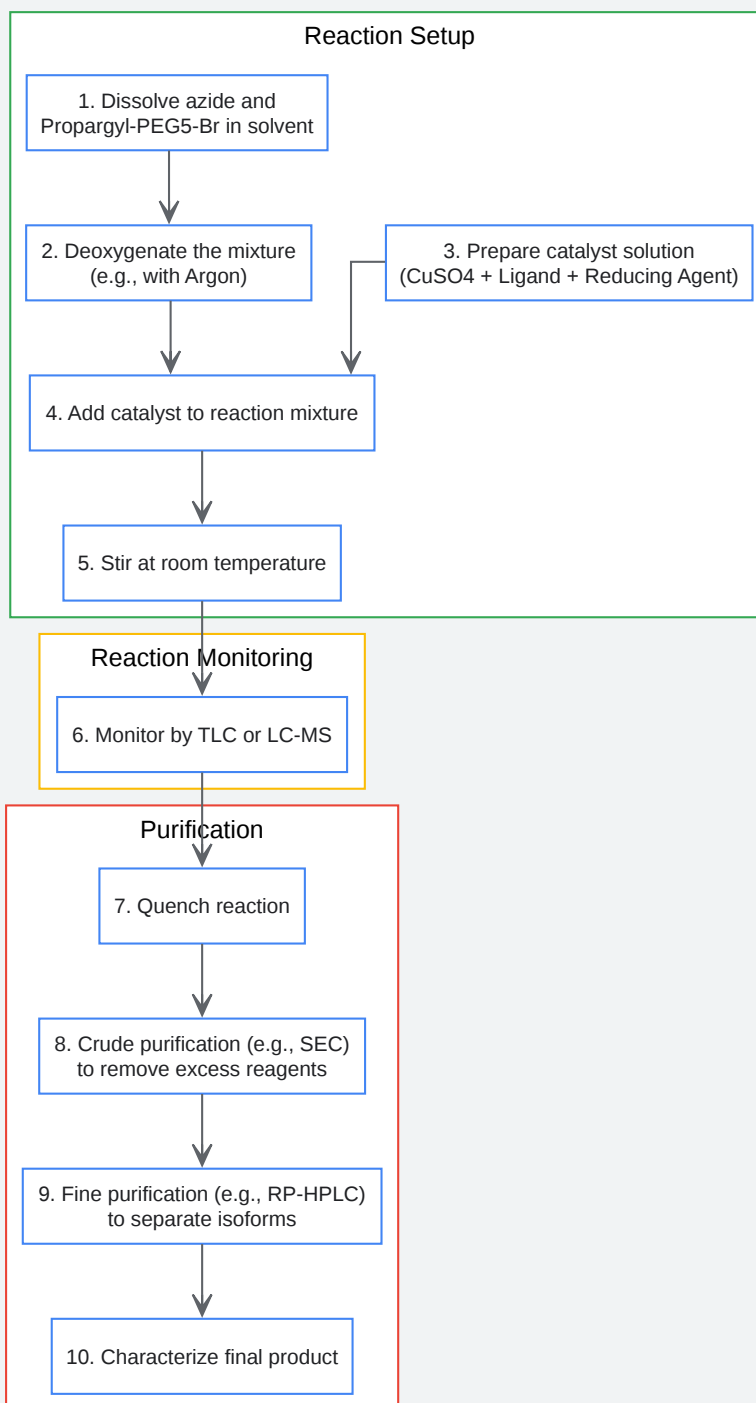 Reaction Setup
1. Dissolve azide and
Propargyl-PEG5-Br in solvent
2. Deoxygenate the mixture
(e.g., with Argon)
3. Prepare catalyst solution
(CuSO4 + Ligand + Reducing Agent)
4. Add catalyst to reaction mixture
5. Stir at room temperature
Reaction Monitoring
6. Monitor by TLC or LC-MS
Purification
7. Quench reaction
8. Crude purification (e.g., SEC)
to remove excess reagents
9. Fine purification (e.g., RP-HPLC)
to separate isoforms
10. Characterize final product